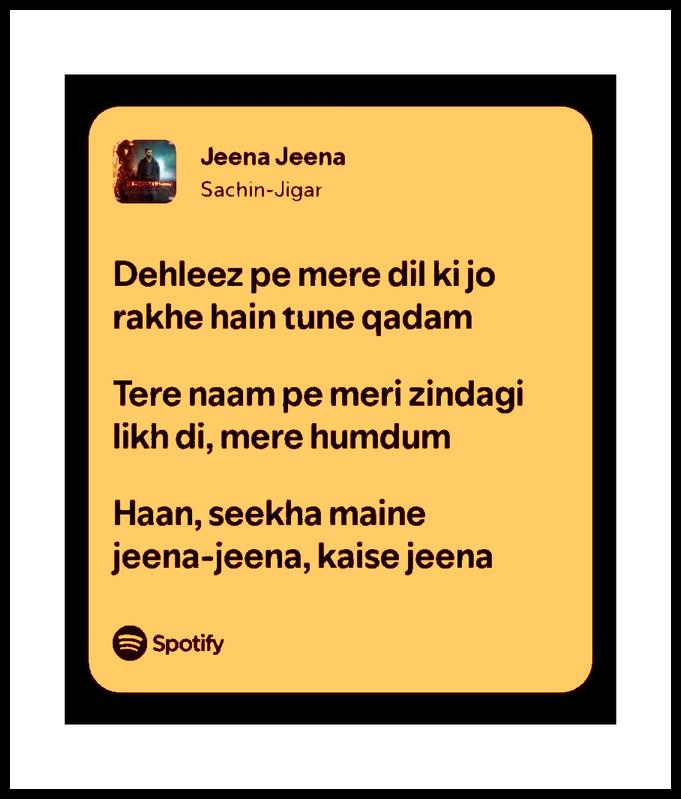 Jeena Jeena
Sachin-Jigar
Dehleez pe mere dil ki jo
rakhe hain tune qadam
Tere naam pe meri zindagi
likh di, mere humdum
Haan, seekha maine
jeena-jeena, kaise jeena
Spotify